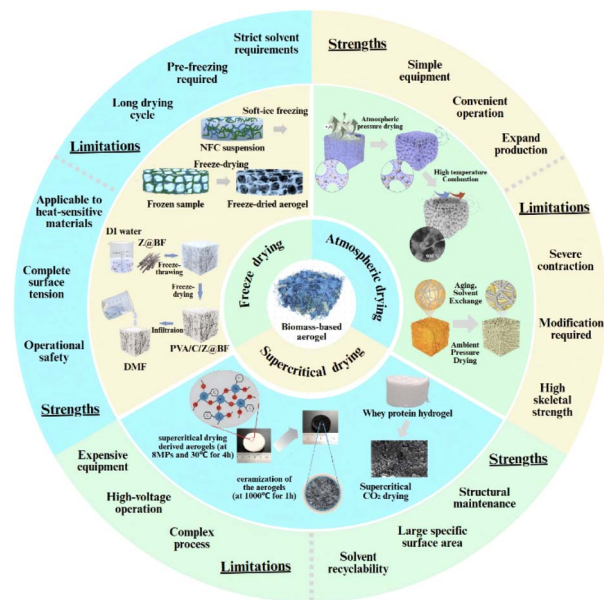 Strict solvent
requirements
Pre-freezing
required
Long drying
cycle
Limitations
Strengths
Simple
equipment
Convenient
operation
Expand
production
Limitations
Severe
contraction
Modification
required
High
skeletal
strength
Applicable to
heat-sensitive
materials
Complete
surface
tension
Operational
safety
Strengths
Expensive
equipment
High-voltage
operation
Complex
process
Limitations
Strengths
Structural
maintenance
Large specific
surface area
Solvent
recyclability
Soft-ice freezing
NFC suspension
Freeze-drying
Frozen sample
Freeze-dried aerogel
DI water
Z@BF
Freeze-
thrawing
Freeze-
drying
Infiltraion
DMF
PVA/C/Z@BF
Atmospheric
pressure drying
High temperature
Combustion
Aging,
Solvent
Exchange
Ambient
Pressure
Drying
Freeze drying
Atmospheric drying
Supercritical drying
Biomass-based
aerogel
supercritical drying
derived aerogels (at
8MPs and 30℃ for 4h)
ceramization of
the aerogels
(at 1000℃ for 1h)
Whey protein hydrogel
Supercritical
CO₂ drying